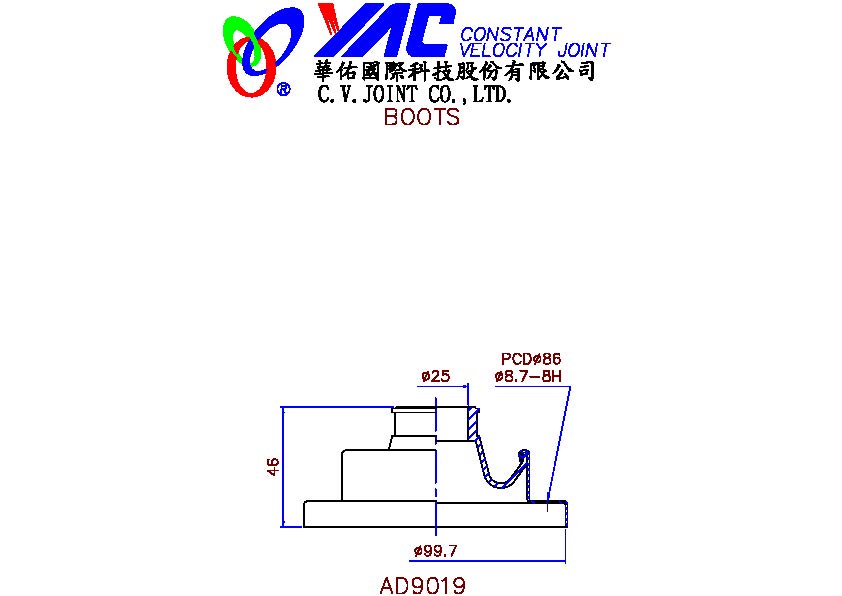 YAC CONSTANT
VELOCITY JOINT
®
華佑國際科技股份有限公司
C.V.JOINT CO.,LTD.
BOOTS
PCDø86
ø25
ø8.7-8H
46
ø99.7
AD9019